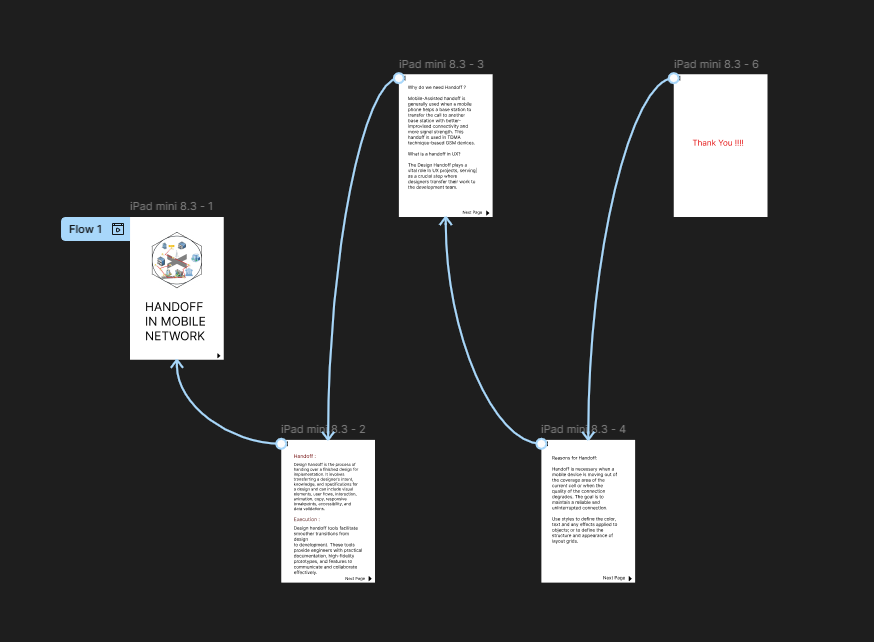 iPad mini 8.3 - 1
Flow 1
HANDOFF
IN MOBILE
NETWORK
iPad mini 8.3 - 2
Handoff :
Design handoff is the process of
handing over a finished design for
implementation. It involves
transferring a designer's intent,
knowledge, and specifications for
a design and can include visual
elements, user flows, interaction,
animation, copy, responsive
breakpoints, accessibility, and
data validations.
Execution :
Design handoff tools facilitate
smoother transitions from
design
to development. These tools
provide engineers with practical
documentation, high-fidelity
prototypes, and features to
communicate and collaborate
effectively.
Next Page
iPad mini 8.3 - 3
Why do we need Handoff ?
Mobile-Assisted handoff is
generally used when a mobile
phone helps a base station to
transfer the call to another
base station with better-
improvised connectivity and
more signal strength. This
handoff is used in TDMA
technique-based GSM devices.
What is a handoff in UX?
The Design Handoff plays a
vital role in UX projects, serving
as a crucial step where
designers transfer their work to
the development team.
Next Page
iPad mini 8.3 - 4
Reasons for Handoff:
Handoff is necessary when a
mobile device is moving out of
the coverage area of the
current cell or when the
quality of the connection
degrades. The goal is to
maintain a reliable and
uninterrupted connection.
Use styles to define the color,
text and any effects applied to
objects; or to define the
structure and appearance of
layout grids.
Next Page
iPad mini 8.3 - 6
Thank You !!!!